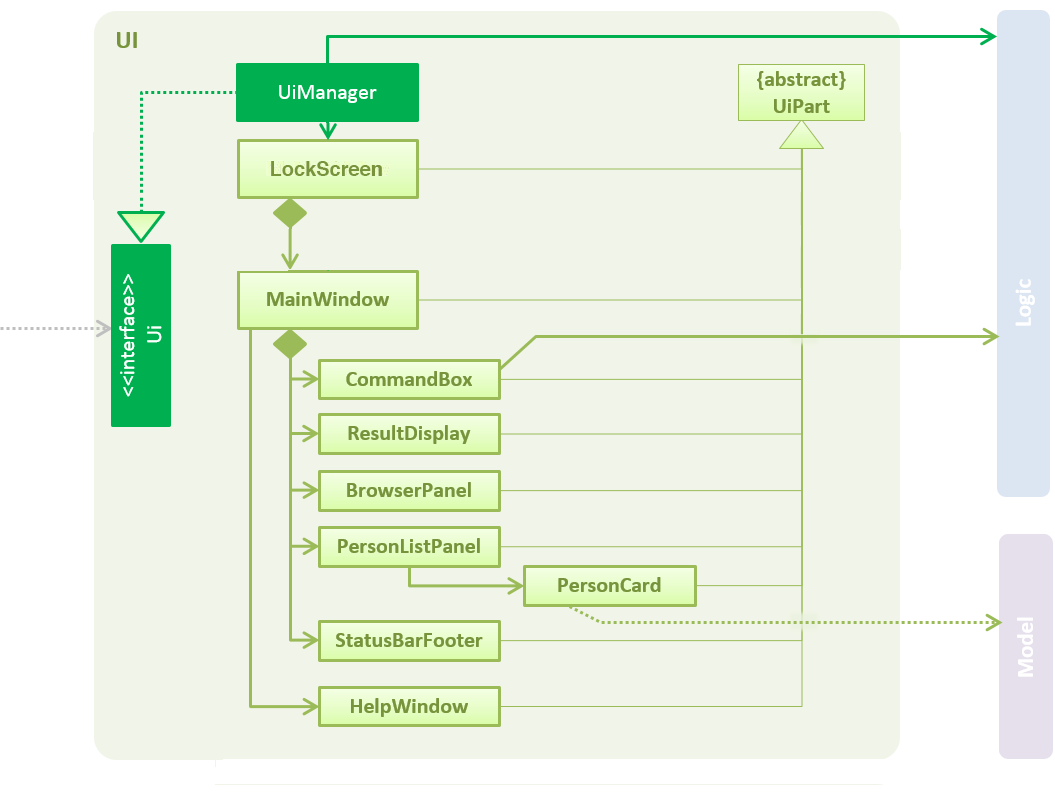 UI
UiManager
{abstract}
UiPart
LockScreen
<<interface>>
Ui
MainWindow
Logic
CommandBox
ResultDisplay
BrowserPanel
PersonListPanel
PersonCard
Model
StatusBarFooter
HelpWindow